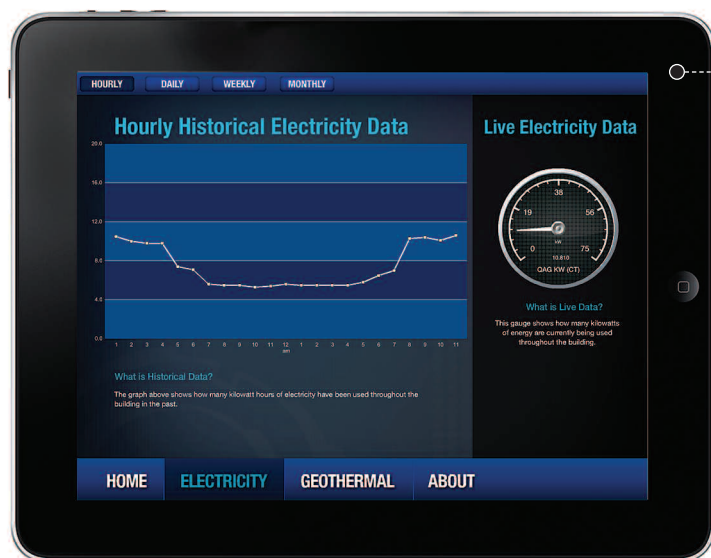 HOURLY DAILY WEEKLY MONTHLY
Hourly Historical Electricity Data
20.0
16.0
12.0
8.0
4.0
0.0
1 2 3 4 5 6 7 8 9 10 11 12 1 2 3 4 5 6 7 8 9 10 11
am
What is Historical Data?
The graph above shows how many kilowatt hours of electricity have been used throughout the
building in the past.
Live Electricity Data
38
19 56
kW
0 75
10.810
QAG KW (CT)
What is Live Data?
This gauge shows how many kilowatts
of energy are currently being used
throughout the building.
HOME ELECTRICITY GEOTHERMAL ABOUT